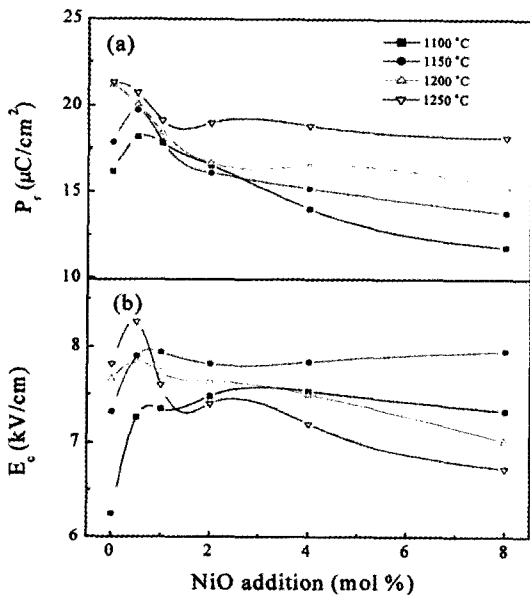 25
(a)
1100 °C
1150 °C
1200 °C
1250 °C
20
15
10
Pr (μC/cm²)
(b)
8
7
6
Ec (kV/cm)
0 2 4 6 8
NiO addition (mol %)